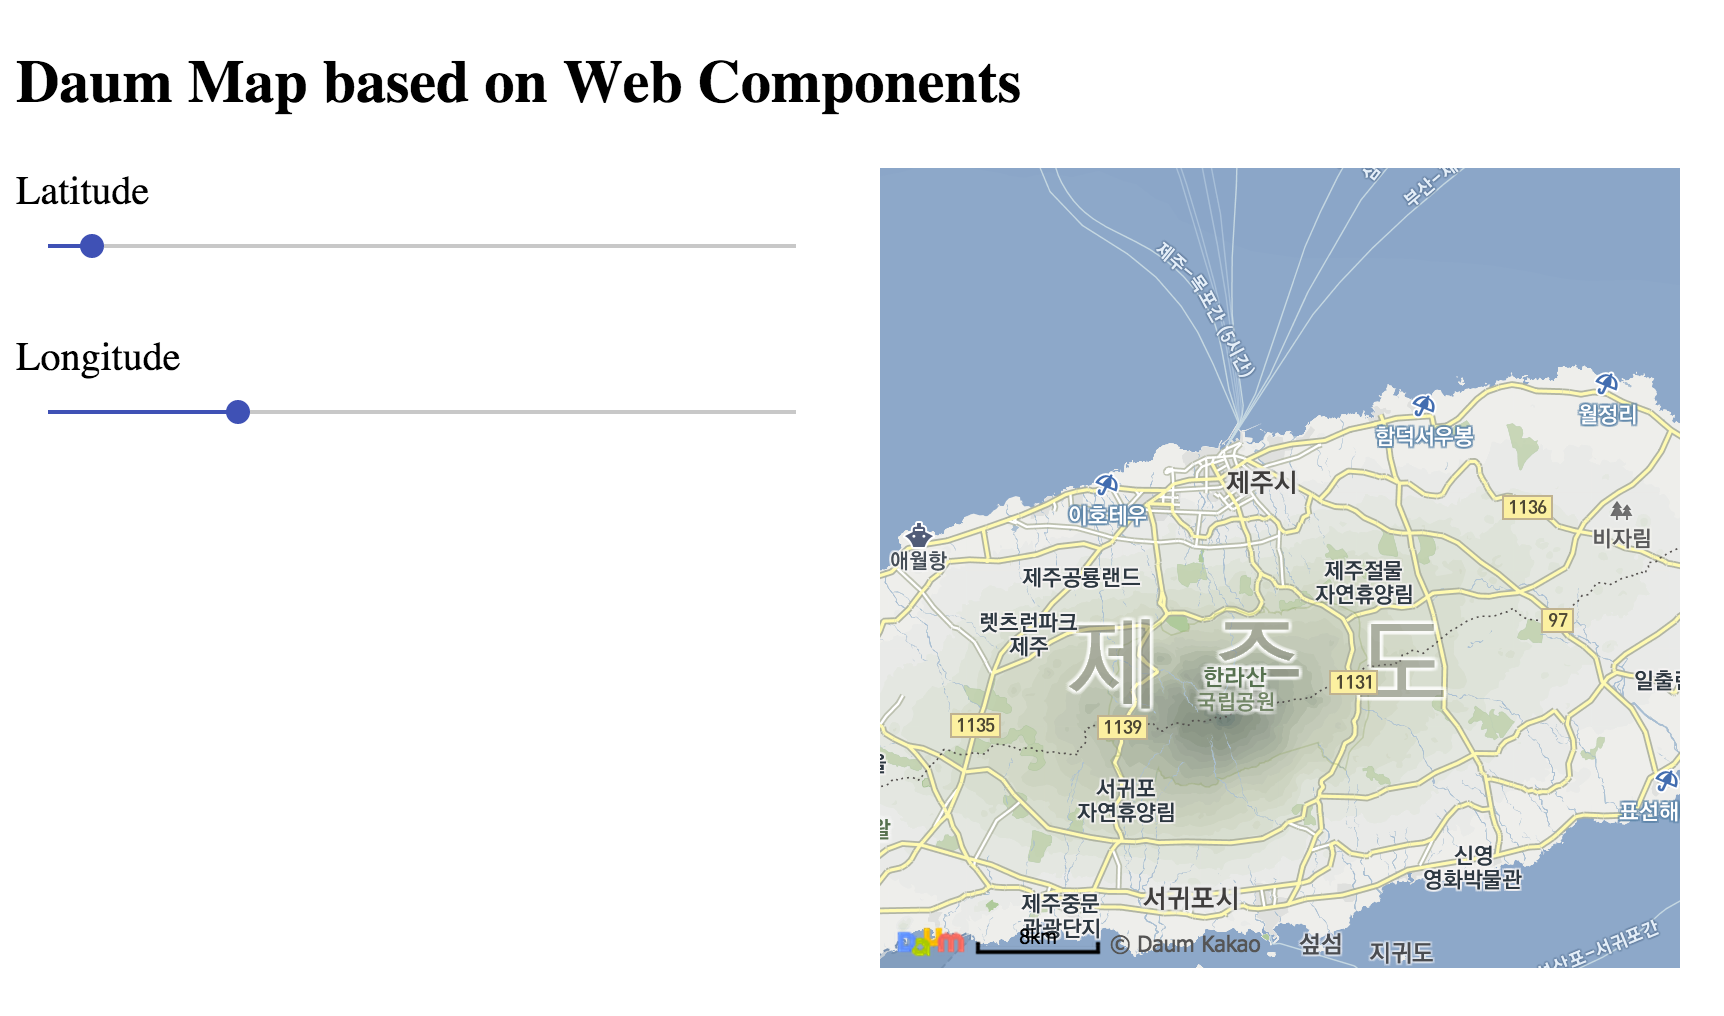 Daum Map based on Web Components
Latitude
Longitude
부산-제
제주-목포간 (5시간)
월정리
함덕서우봉
제주시
이호테우
1136
비자림
애월항
제주공룡랜드
제주절물
자연휴양림
렛츠런파크
제주
97
제주도
한라산
국립공원
1131
일출
1135
1139
서귀포
자연휴양림
표선해
신영
영화박물관
서귀포시
제주중문
관광단지
Daum
8km
© Daum Kakao
섶섬
지귀도
성산포-서귀포간